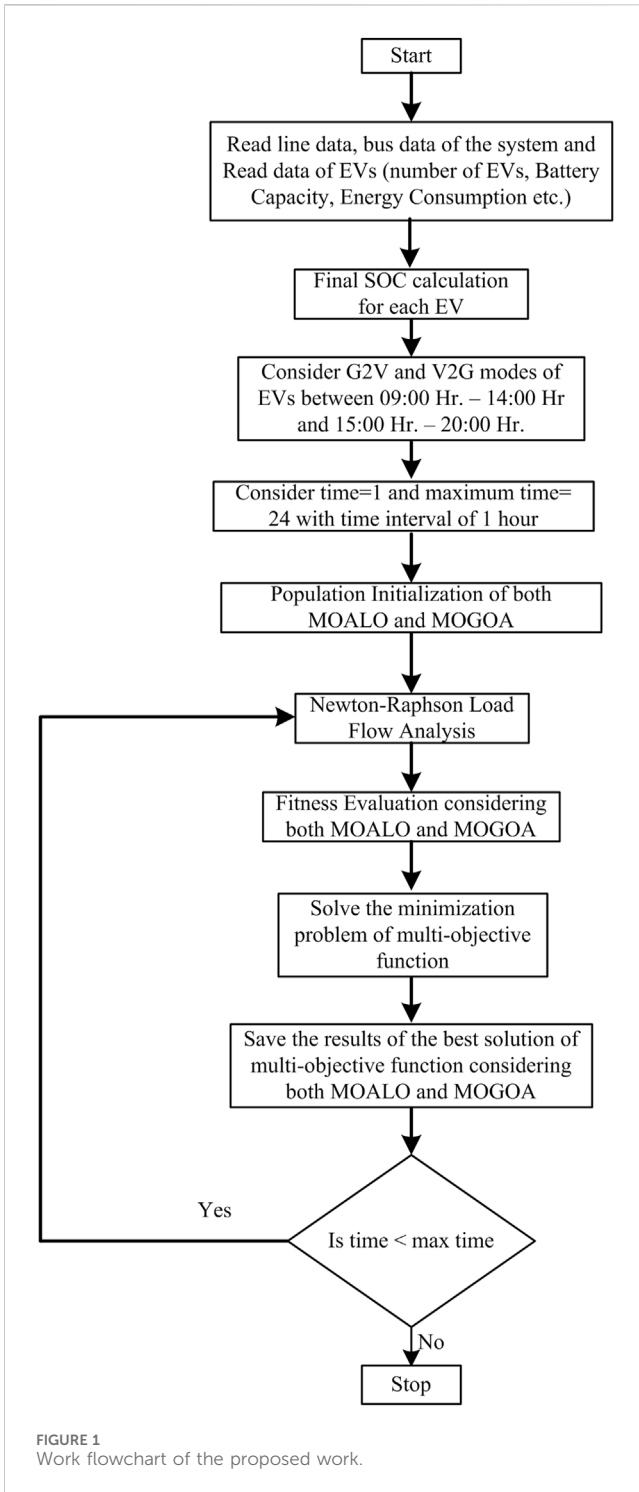 Start
Read line data, bus data of the system and
Read data of EVs (number of EVs, Battery
Capacity, Energy Consumption etc.)
Final SOC calculation
for each EV
Consider G2V and V2G modes of
EVs between 09:00 Hr. – 14:00 Hr
and 15:00 Hr. – 20:00 Hr.
Consider time=1 and maximum time=
24 with time interval of 1 hour
Population Initialization of both
MOALO and MOGOA
Newton-Raphson Load
Flow Analysis
Fitness Evaluation considering
both MOALO and MOGOA
Solve the minimization
problem of multi-objective
function
Save the results of the best solution of
multi-objective function considering
both MOALO and MOGOA
Yes
Is time < max time
No
Stop
FIGURE 1
Work flowchart of the proposed work.